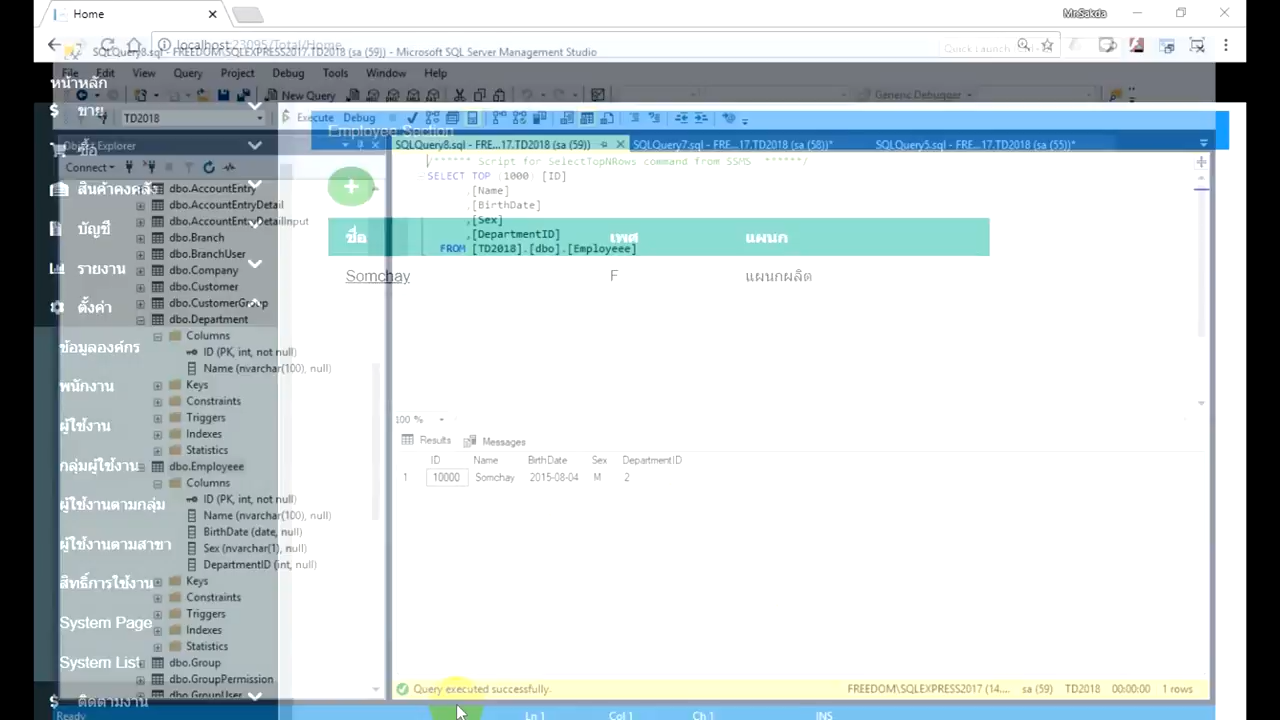 Home
MnSakda
localhost:23095/Total/Home
SQLQuery8.sql - FREEDOM\SQLEXPRESS2017.TD2018 (sa (59)) - Microsoft SQL Server Management Studio
Quick Launch
File Edit View Query Project Debug Tools Window Help
New Query
Generic Debugger
TD2018
Execute Debug
Employee Section
Object Explorer
SQLQuery8.sql - FRE...17.TD2018 (sa (59))
SQLQuery7.sql - FRE...17.TD2018 (sa (58))*
SQLQuery5.sql - FRE...17.TD2018 (sa (55))*
Connect
หน้าหลัก
ขาย
ซื้อ
สินค้าคงคลัง
บัญชี
รายงาน
ตั้งค่า
ข้อมูลองค์กร
พนักงาน
ผู้ใช้งาน
กลุ่มผู้ใช้งาน
ผู้ใช้งานตามกลุ่ม
ผู้ใช้งานตามสาขา
สิทธิ์การใช้งาน
System Page
System List
ติดตามงาน
dbo.AccountEntry
dbo.AccountEntryDetail
dbo.AccountEntryDetailInput
dbo.Branch
dbo.BranchUser
dbo.Company
dbo.Customer
dbo.CustomerGroup
dbo.Department
Columns
ID (PK, int, not null)
Name (nvarchar(100), null)
Keys
Constraints
Triggers
Indexes
Statistics
dbo.Employeee
Columns
ID (PK, int, not null)
Name (nvarchar(100), null)
BirthDate (date, null)
Sex (nvarchar(1), null)
DepartmentID (int, null)
Keys
Constraints
Triggers
Indexes
Statistics
dbo.Group
dbo.GroupPermission
dbo.GroupUser
/****** Script for SelectTopNRows command from SSMS ******/
SELECT TOP (1000) [ID]
,[Name]
,[BirthDate]
,[Sex]
,[DepartmentID]
FROM [TD2018].[dbo].[Employeee]
ชื่อ เพศ แผนก
Somchay F แผนกผลิต
100 %
Results Messages
ID Name BirthDate Sex DepartmentID
1 10000 Somchay 2015-08-04 M 2
Query executed successfully.
FREEDOM\SQLEXPRESS2017 (14.... sa (59) TD2018 00:00:00 1 rows
Ready Ln 1 Col 1 Ch 1 INS